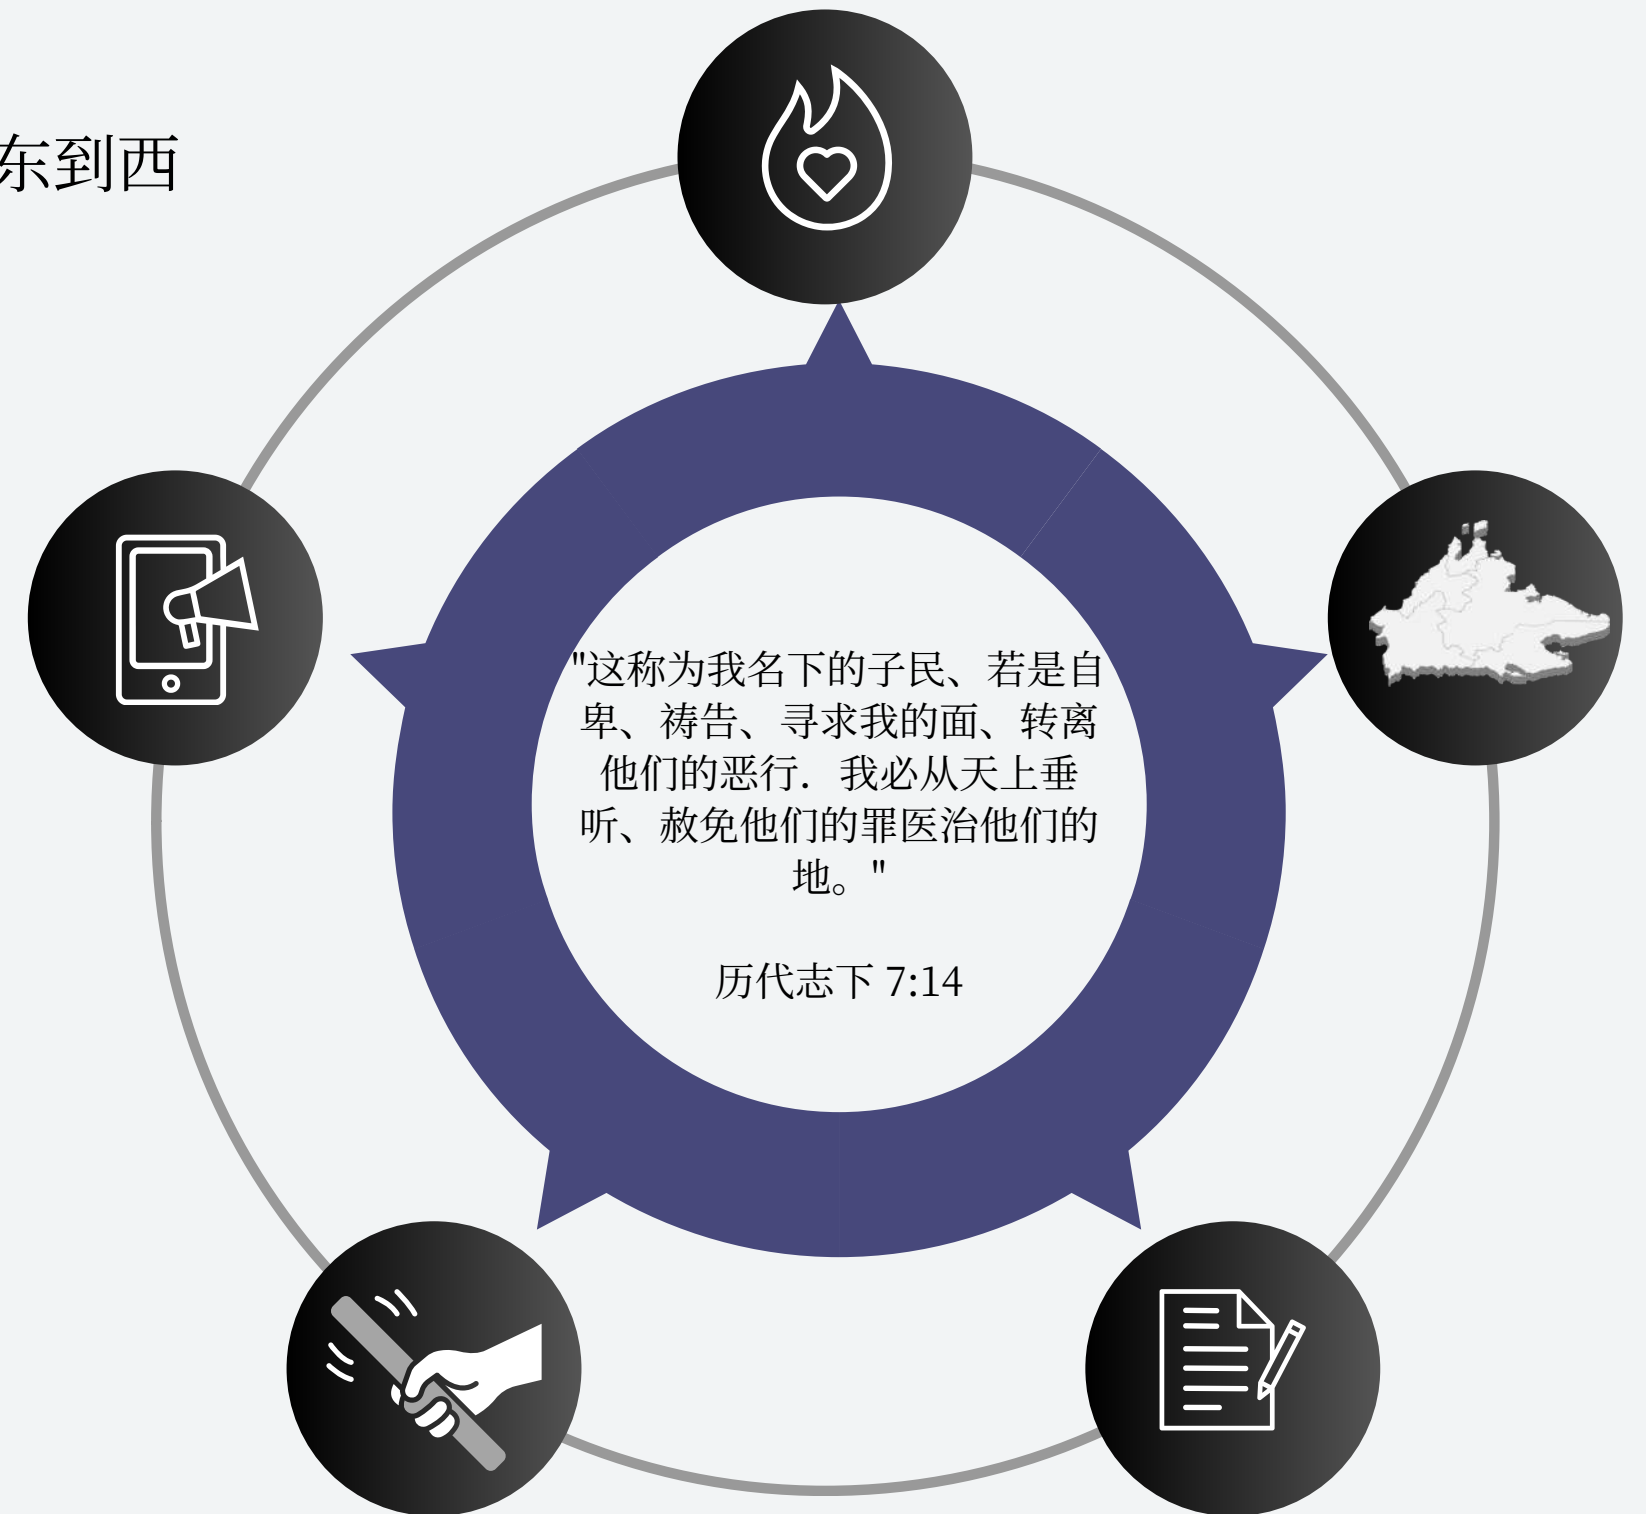 东到西
"这称为我名下的子民、若是自
卑、祷告、寻求我的面、转离
他们的恶行．我必从天上垂
听、赦免他们的罪医治他们的
地。"
历代志下 7:14